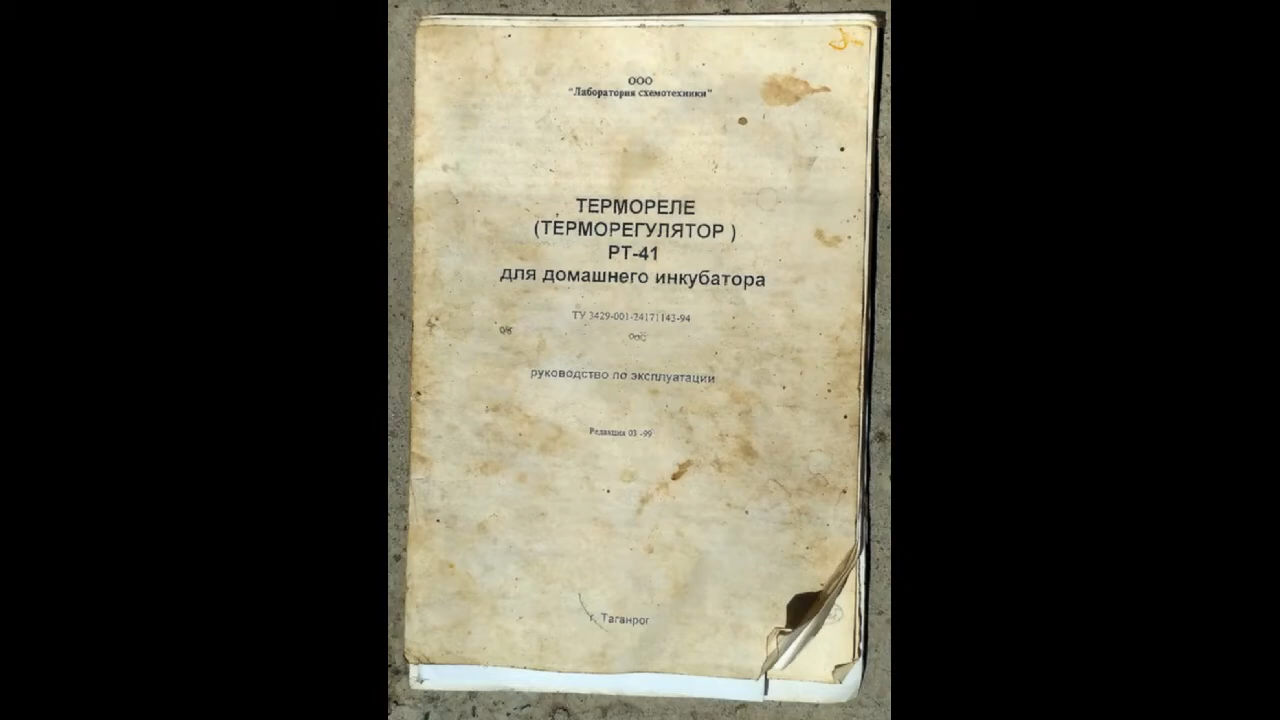 ООО
"Лаборатория схемотехники"
ТЕРМОРЕЛЕ
(ТЕРМОРЕГУЛЯТОР )
РТ-41
для домашнего инкубатора
ТУ 3429-001-24171143-94
руководство по эксплуатации
Редакция 03 -99
г. Таганрог